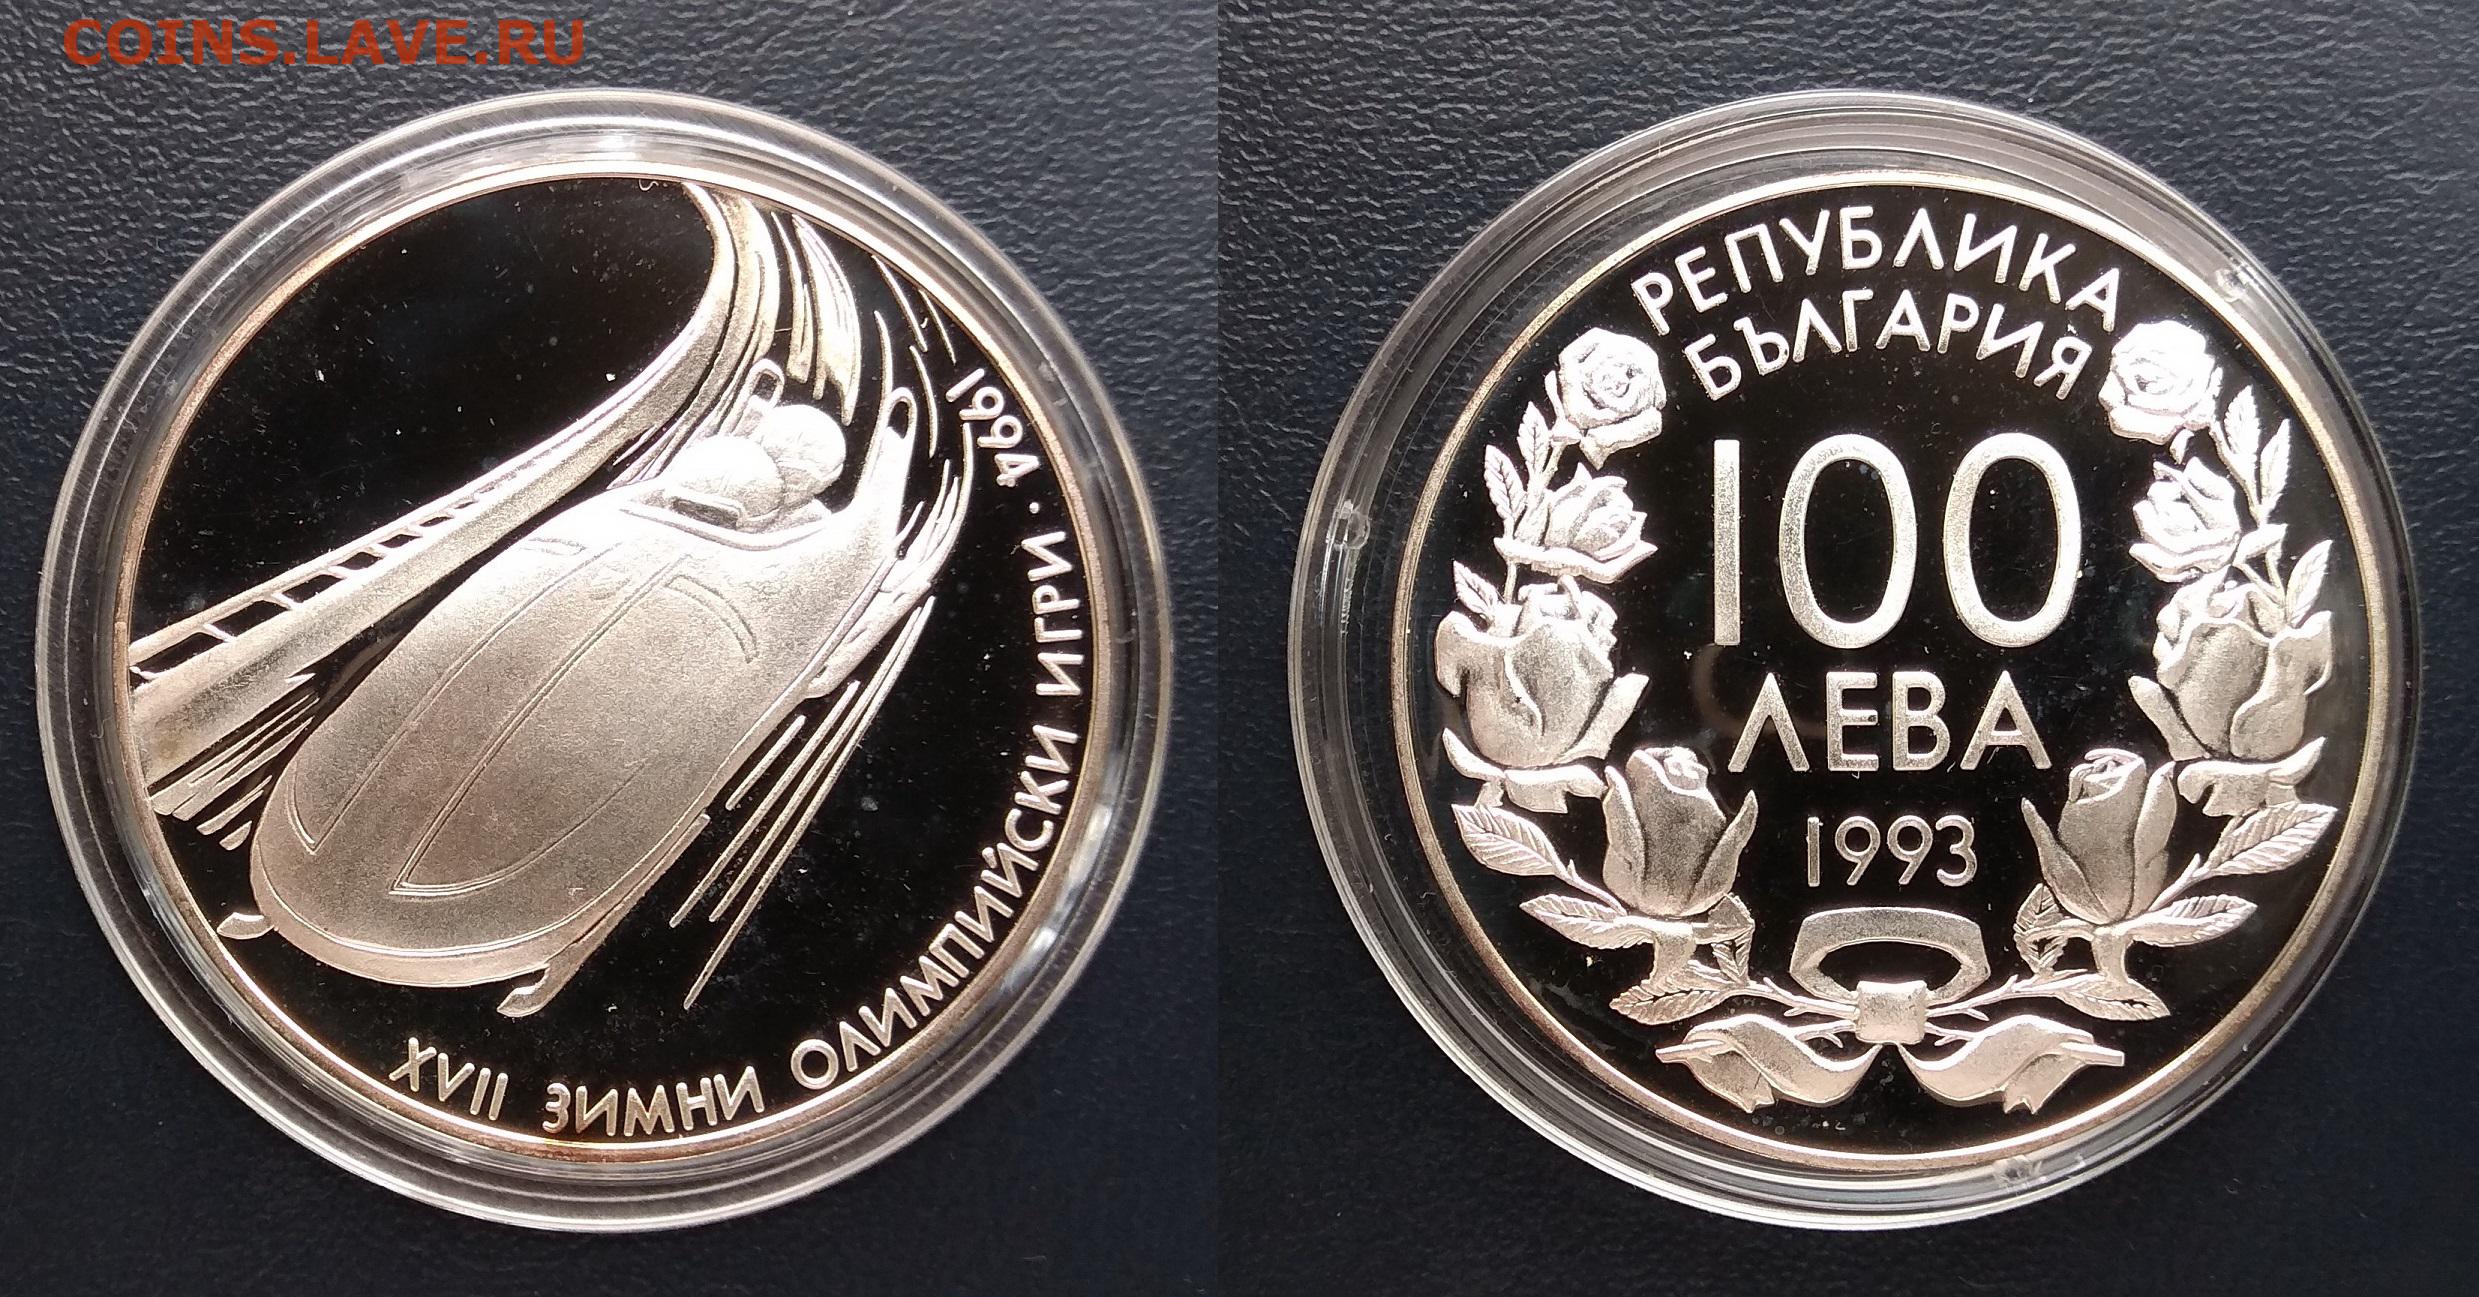 COINS.LAVE.RU
XVII ЗИМНИ ОЛИМПИЙСКИ ИГРИ · 1994
РЕПУБЛИКА
БЪЛГАРИЯ
100
ЛЕВА
1993